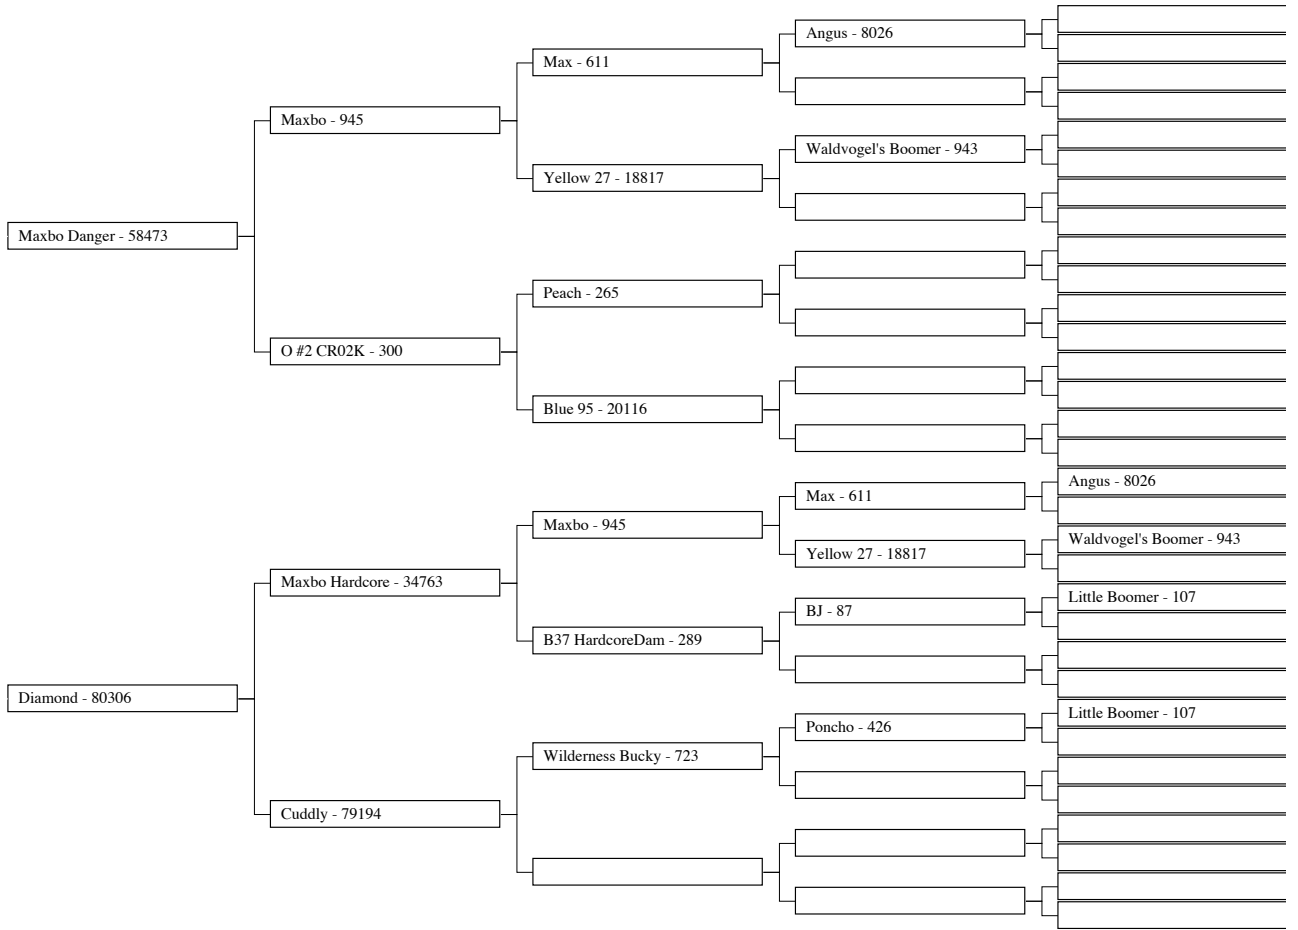 Angus - 8026
Max - 611
Maxbo - 945
Waldvogel's Boomer - 943
Yellow 27 - 18817
Maxbo Danger - 58473
Peach - 265
O #2 CR02K - 300
Blue 95 - 20116
Angus - 8026
Max - 611
Maxbo - 945
Waldvogel's Boomer - 943
Yellow 27 - 18817
Maxbo Hardcore - 34763
Little Boomer - 107
BJ - 87
B37 HardcoreDam - 289
Diamond - 80306
Little Boomer - 107
Poncho - 426
Wilderness Bucky - 723
Cuddly - 79194